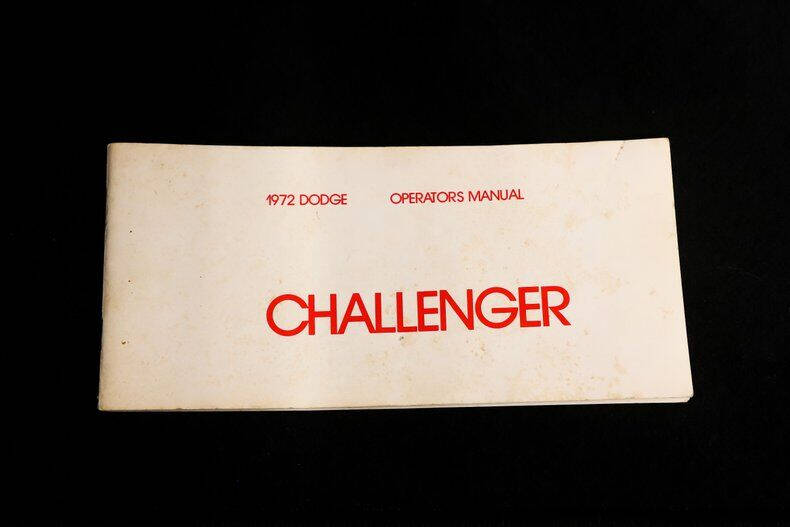 1972 DODGE OPERATORS MANUAL
CHALLENGER